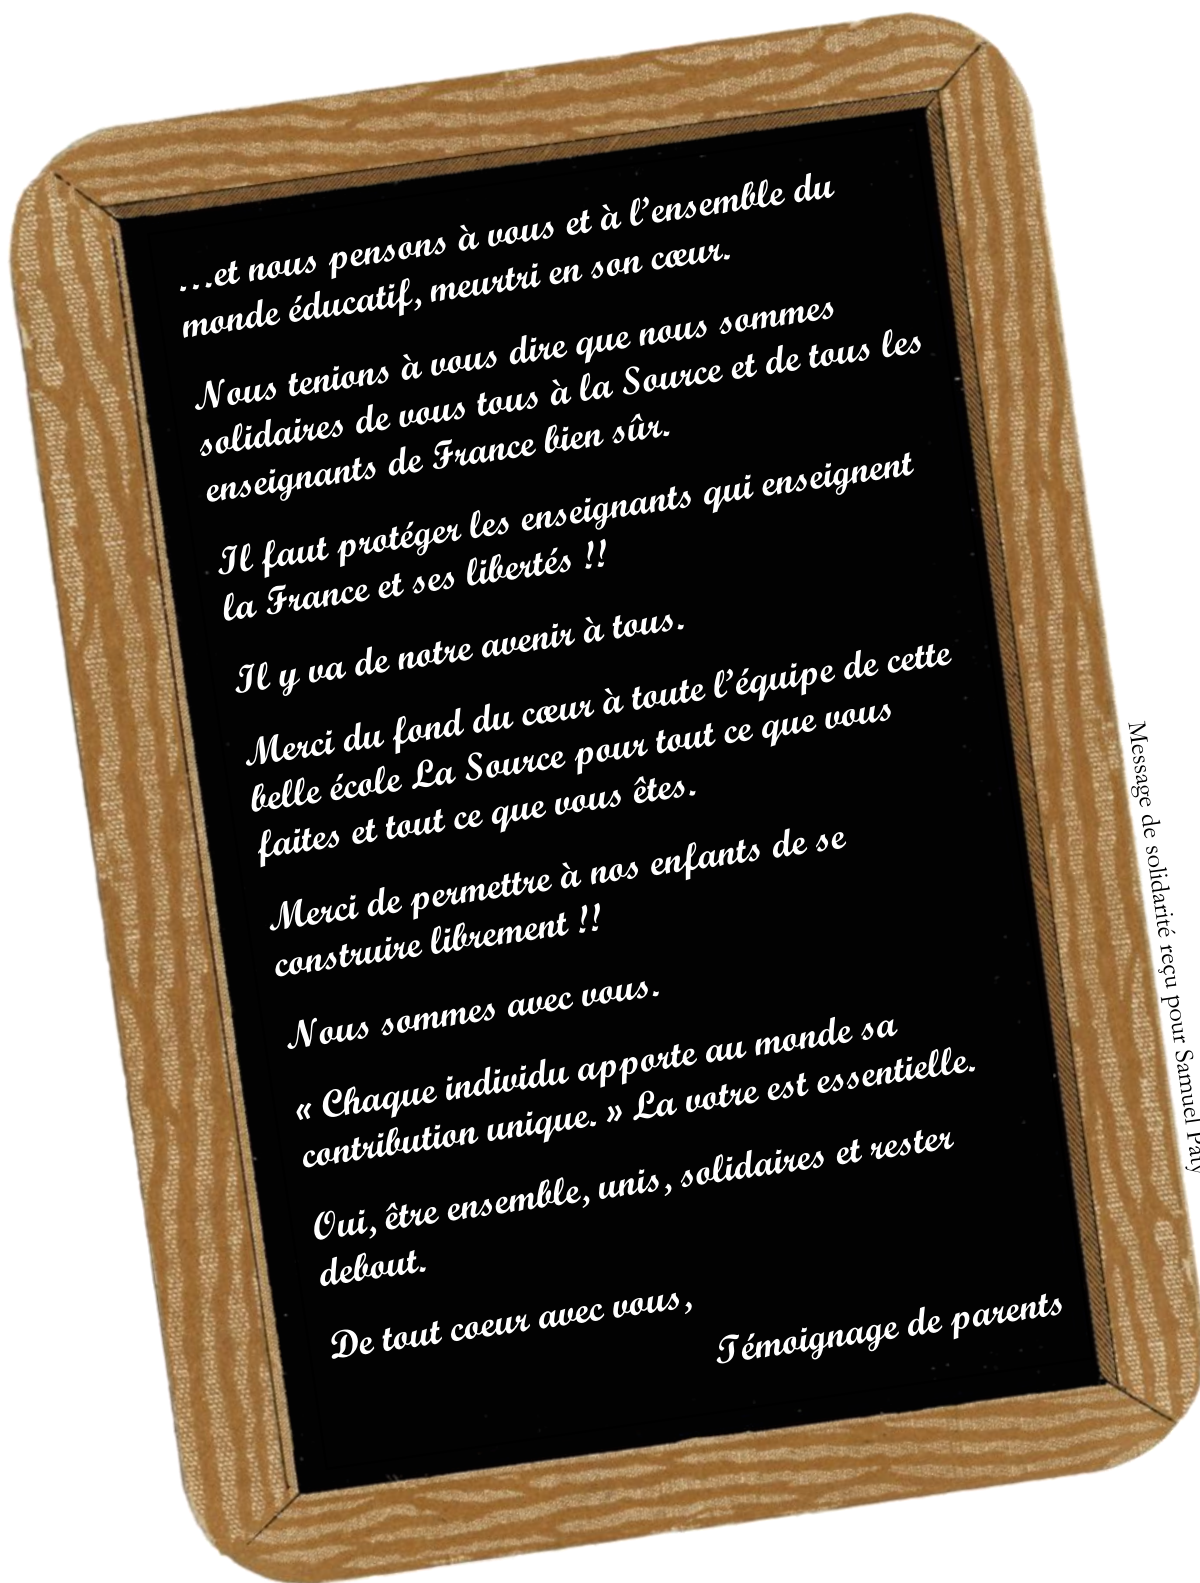 ...et nous pensons à vous et à l'ensemble du
monde éducatif, meurtri en son cœur.
Nous tenions à vous dire que nous sommes
solidaires de vous tous à la Source et de tous les
enseignants de France bien sûr.
Il faut protéger les enseignants qui enseignent
la France et ses libertés !!
Il y va de notre avenir à tous.
Merci du fond du cœur à toute l'équipe de cette
belle école La Source pour tout ce que vous
faites et tout ce que vous êtes.
Merci de permettre à nos enfants de se
construire librement !!
Nous sommes avec vous.
« Chaque individu apporte au monde sa
contribution unique. » La votre est essentielle.
Oui, être ensemble, unis, solidaires et rester
debout.
De tout coeur avec vous,
Témoignage de parents
Message de solidarité reçu pour Samuel Paty